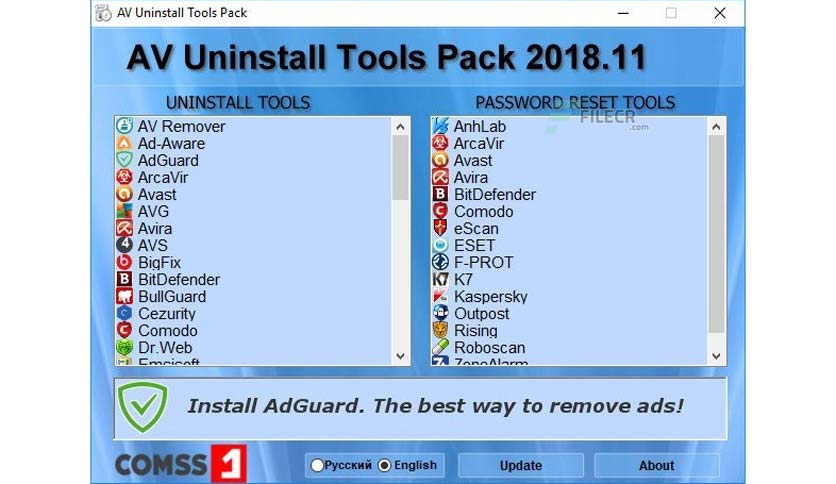 AV Uninstall Tools Pack
AV Uninstall Tools Pack 2018.11
UNINSTALL TOOLS
AV Remover
Ad-Aware
AdGuard
ArcaVir
Avast
AVG
Avira
AVS
BigFix
BitDefender
BullGuard
Cezurity
Comodo
Dr.Web
Emsisoft
PASSWORD RESET TOOLS
FILECR
.com
AnhLab
ArcaVir
Avast
Avira
BitDefender
Comodo
eScan
ESET
F-PROT
K7
Kaspersky
Outpost
Rising
Roboscan
ZoneAlarm
Install AdGuard. The best way to remove ads!
COMSS 1
Русский English
Update
About